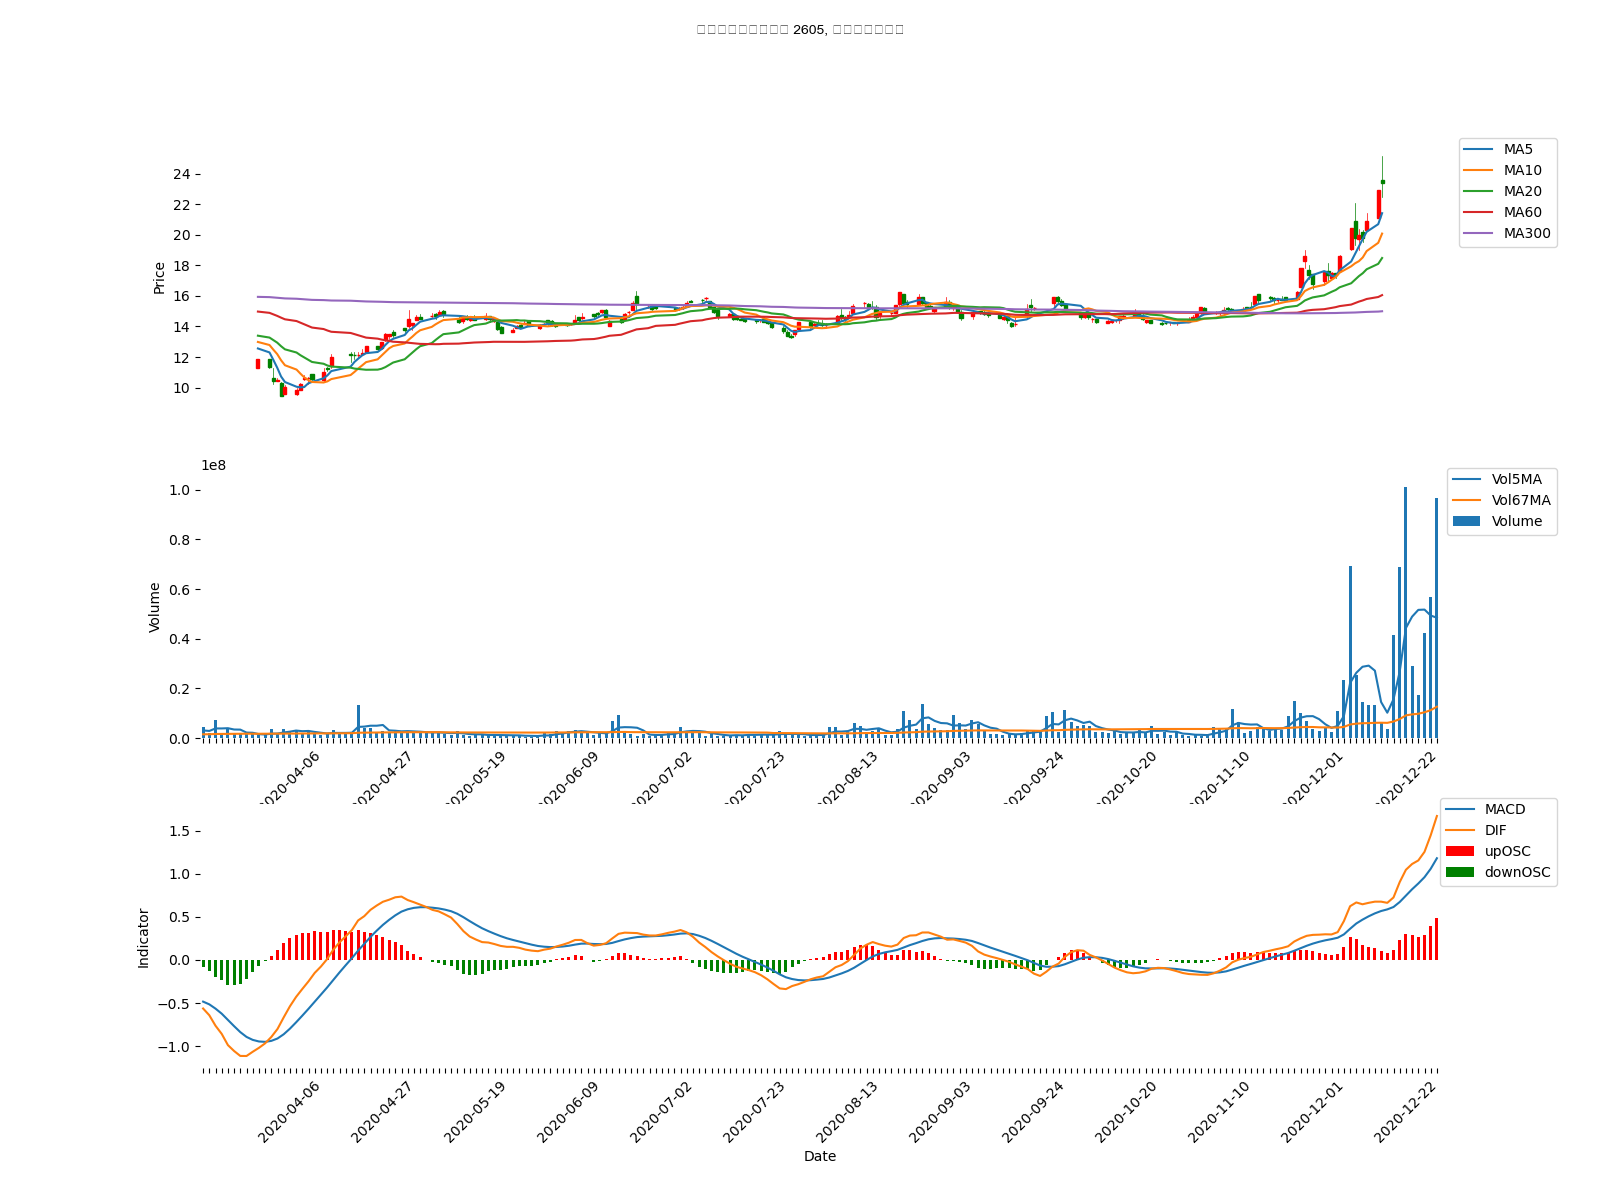 2605,
MA5
MA10
MA20
MA60
MA300
24
22
20
18
16
14
12
10
Price
1e8
Vol5MA
Vol67MA
Volume
1.0
0.8
0.6
0.4
0.2
0.0
Volume
2020-04-06 2020-04-27 2020-05-19 2020-06-09 2020-07-02 2020-07-23 2020-08-13 2020-09-03 2020-09-24 2020-10-20 2020-11-10 2020-12-01 2020-12-22
MACD
DIF
upOSC
downOSC
1.5
1.0
0.5
0.0
−0.5
−1.0
Indicator
2020-04-06 2020-04-27 2020-05-19 2020-06-09 2020-07-02 2020-07-23 2020-08-13 2020-09-03 2020-09-24 2020-10-20 2020-11-10 2020-12-01 2020-12-22
Date